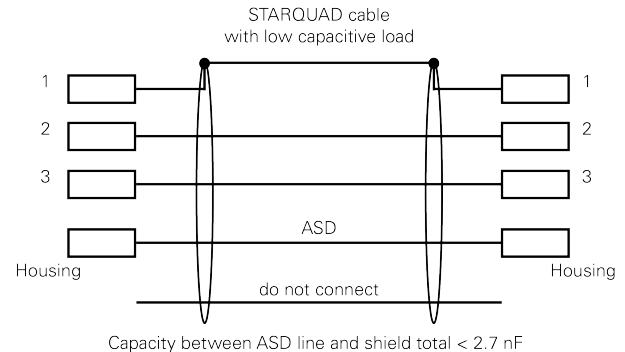 STARQUAD cable
with low capacitive load
1 1
2 2
3 3
ASD
Housing Housing
do not connect
Capacity between ASD line and shield total < 2.7 nF